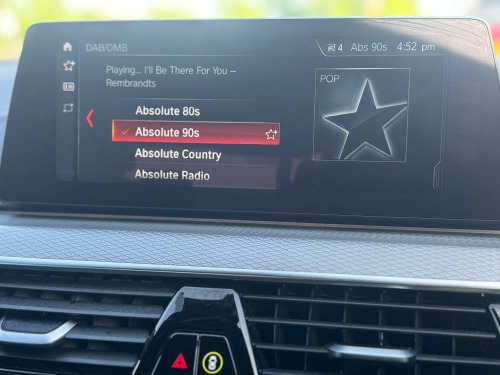 DAB/DMB
4 Abs 90s 4:52 pm
Playing... I'll Be There For You --
Rembrandts
POP
Absolute 80s
Absolute 90s
Absolute Country
Absolute Radio